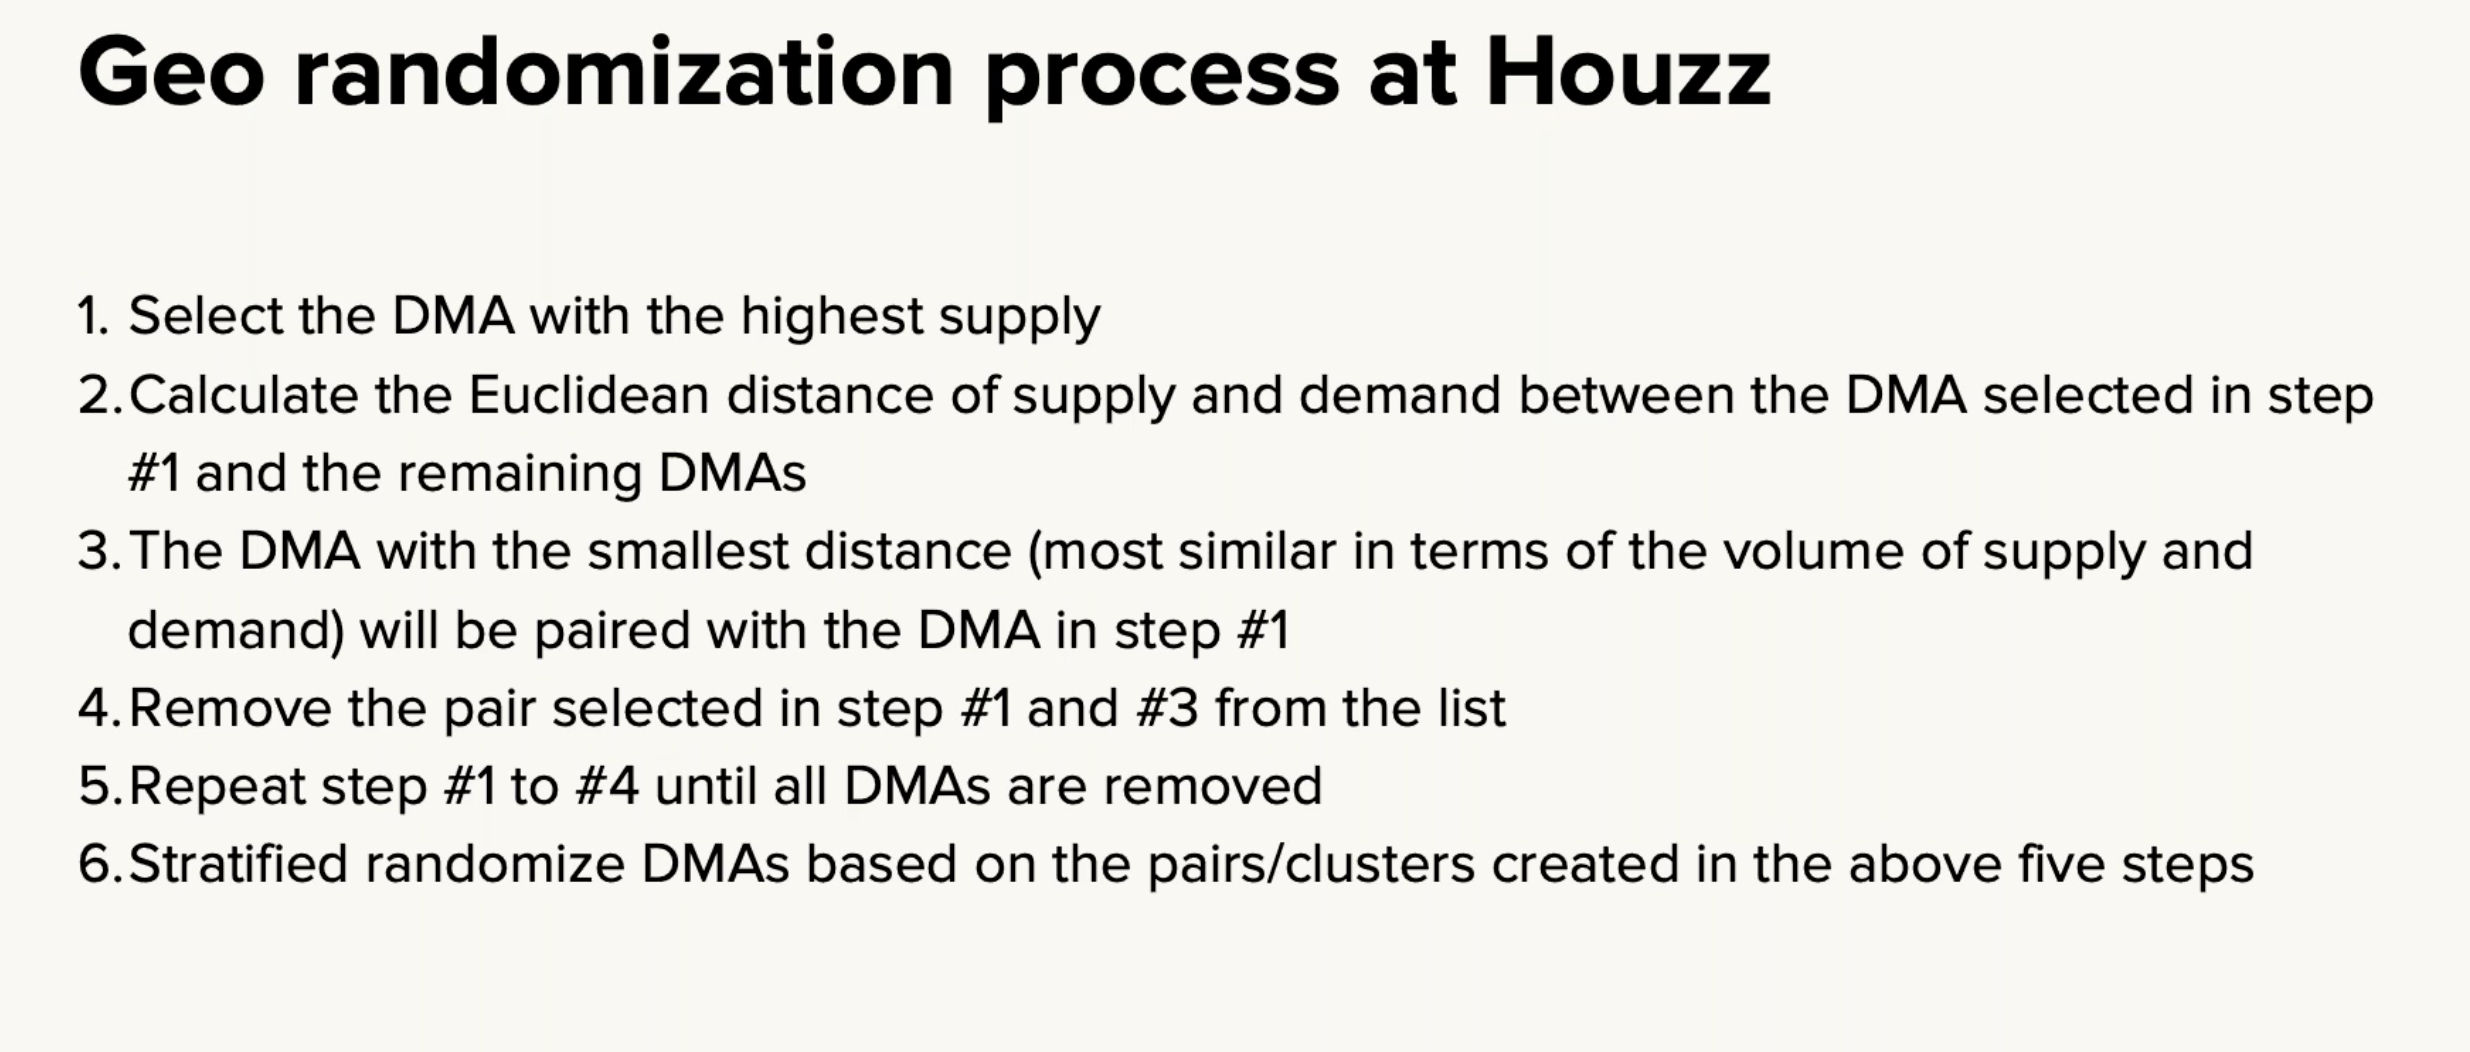 Geo randomization process at Houzz
1. Select the DMA with the highest supply
2. Calculate the Euclidean distance of supply and demand between the DMA selected in step
#1 and the remaining DMAs
3. The DMA with the smallest distance (most similar in terms of the volume of supply and
demand) will be paired with the DMA in step #1
4. Remove the pair selected in step #1 and #3 from the list
5. Repeat step #1 to #4 until all DMAs are removed
6. Stratified randomize DMAs based on the pairs/clusters created in the above five steps